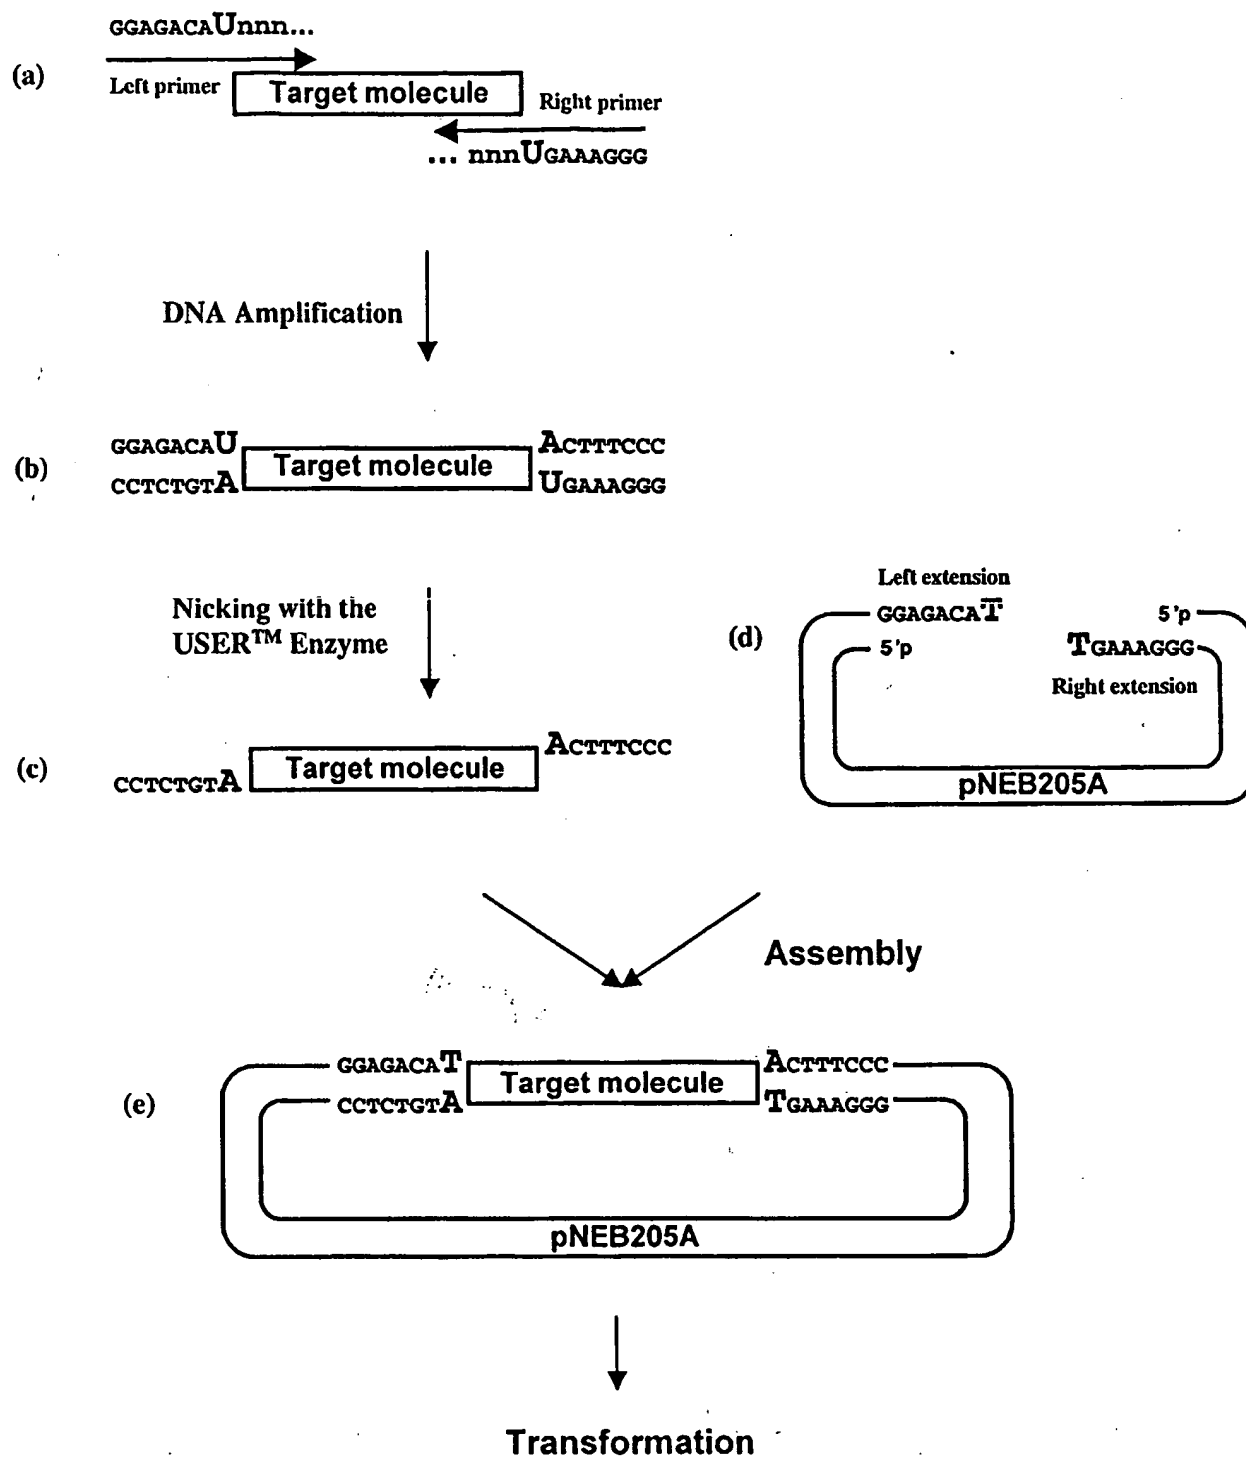 GGAGACAUnnn...
(a)
Left primer
Target molecule
Right primer
... nnnUGAAAGGG
DNA Amplification
(b)
GGAGACAU
ACTTTCCC
Target molecule
CCTCTGTA
UGAAAGGG
Nicking with the
USER™ Enzyme
(c)
ACTTTCCC
Target molecule
CCTCTGTA
(d)
Left extension
GGAGACAT
5'p
5'p
TGAAAGGG
Right extension
pNEB205A
Assembly
(e)
GGAGACAT
ACTTTCCC
Target molecule
CCTCTGTA
TGAAAGGG
pNEB205A
Transformation